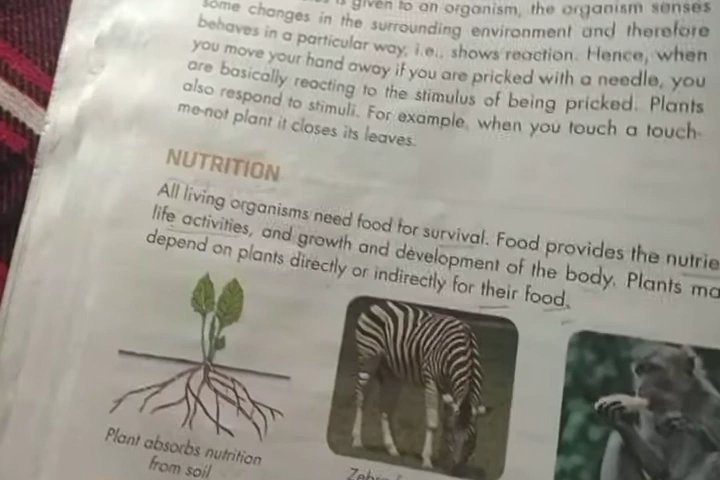 is given to an organism, the organism senses
some changes in the surrounding environment and therefore
behaves in a particular way, i.e., shows reaction. Hence, when
you move your hand away if you are pricked with a needle, you
are basically reacting to the stimulus of being pricked. Plants
also respond to stimuli. For example, when you touch a touch-
me-not plant it closes its leaves.
NUTRITION
All living organisms need food for survival. Food provides the nutrie
life activities, and growth and development of the body. Plants ma
depend on plants directly or indirectly for their food.
Plant absorbs nutrition
from soil